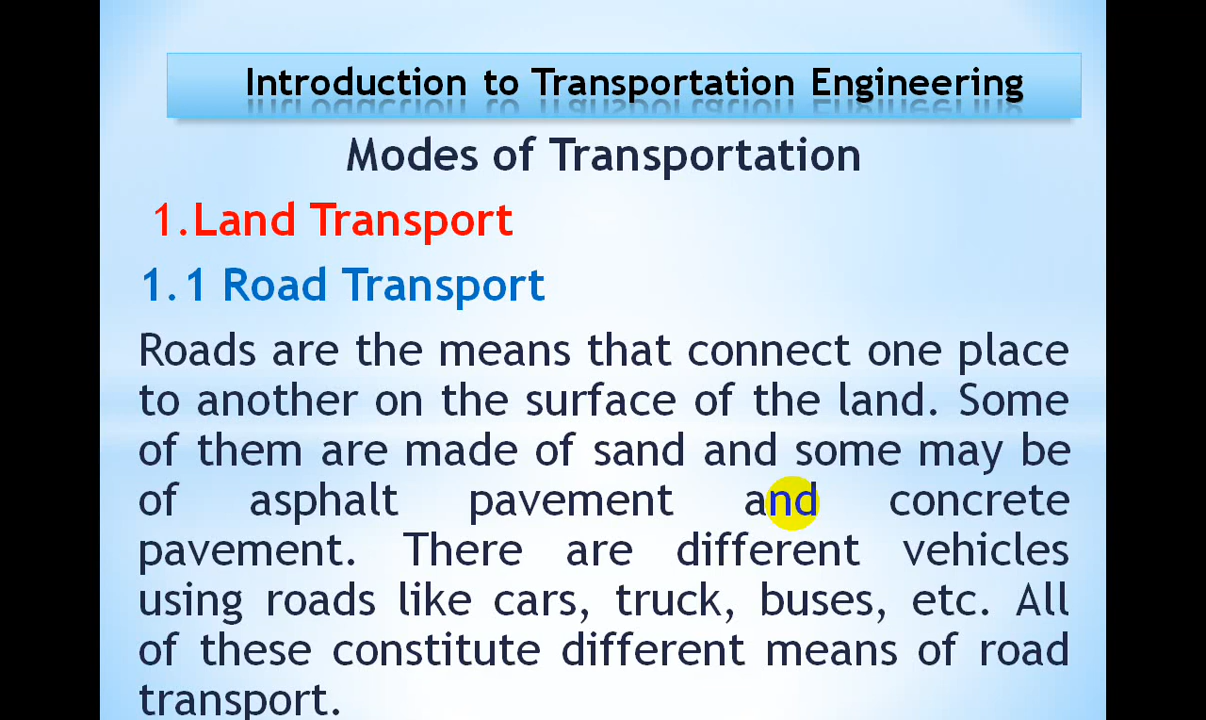 Introduction to Transportation Engineering
Modes of Transportation
1.Land Transport
1.1 Road Transport
Roads are the means that connect one place
to another on the surface of the land. Some
of them are made of sand and some may be
of asphalt pavement and concrete
pavement. There are different vehicles
using roads like cars, truck, buses, etc. All
of these constitute different means of road
transport.